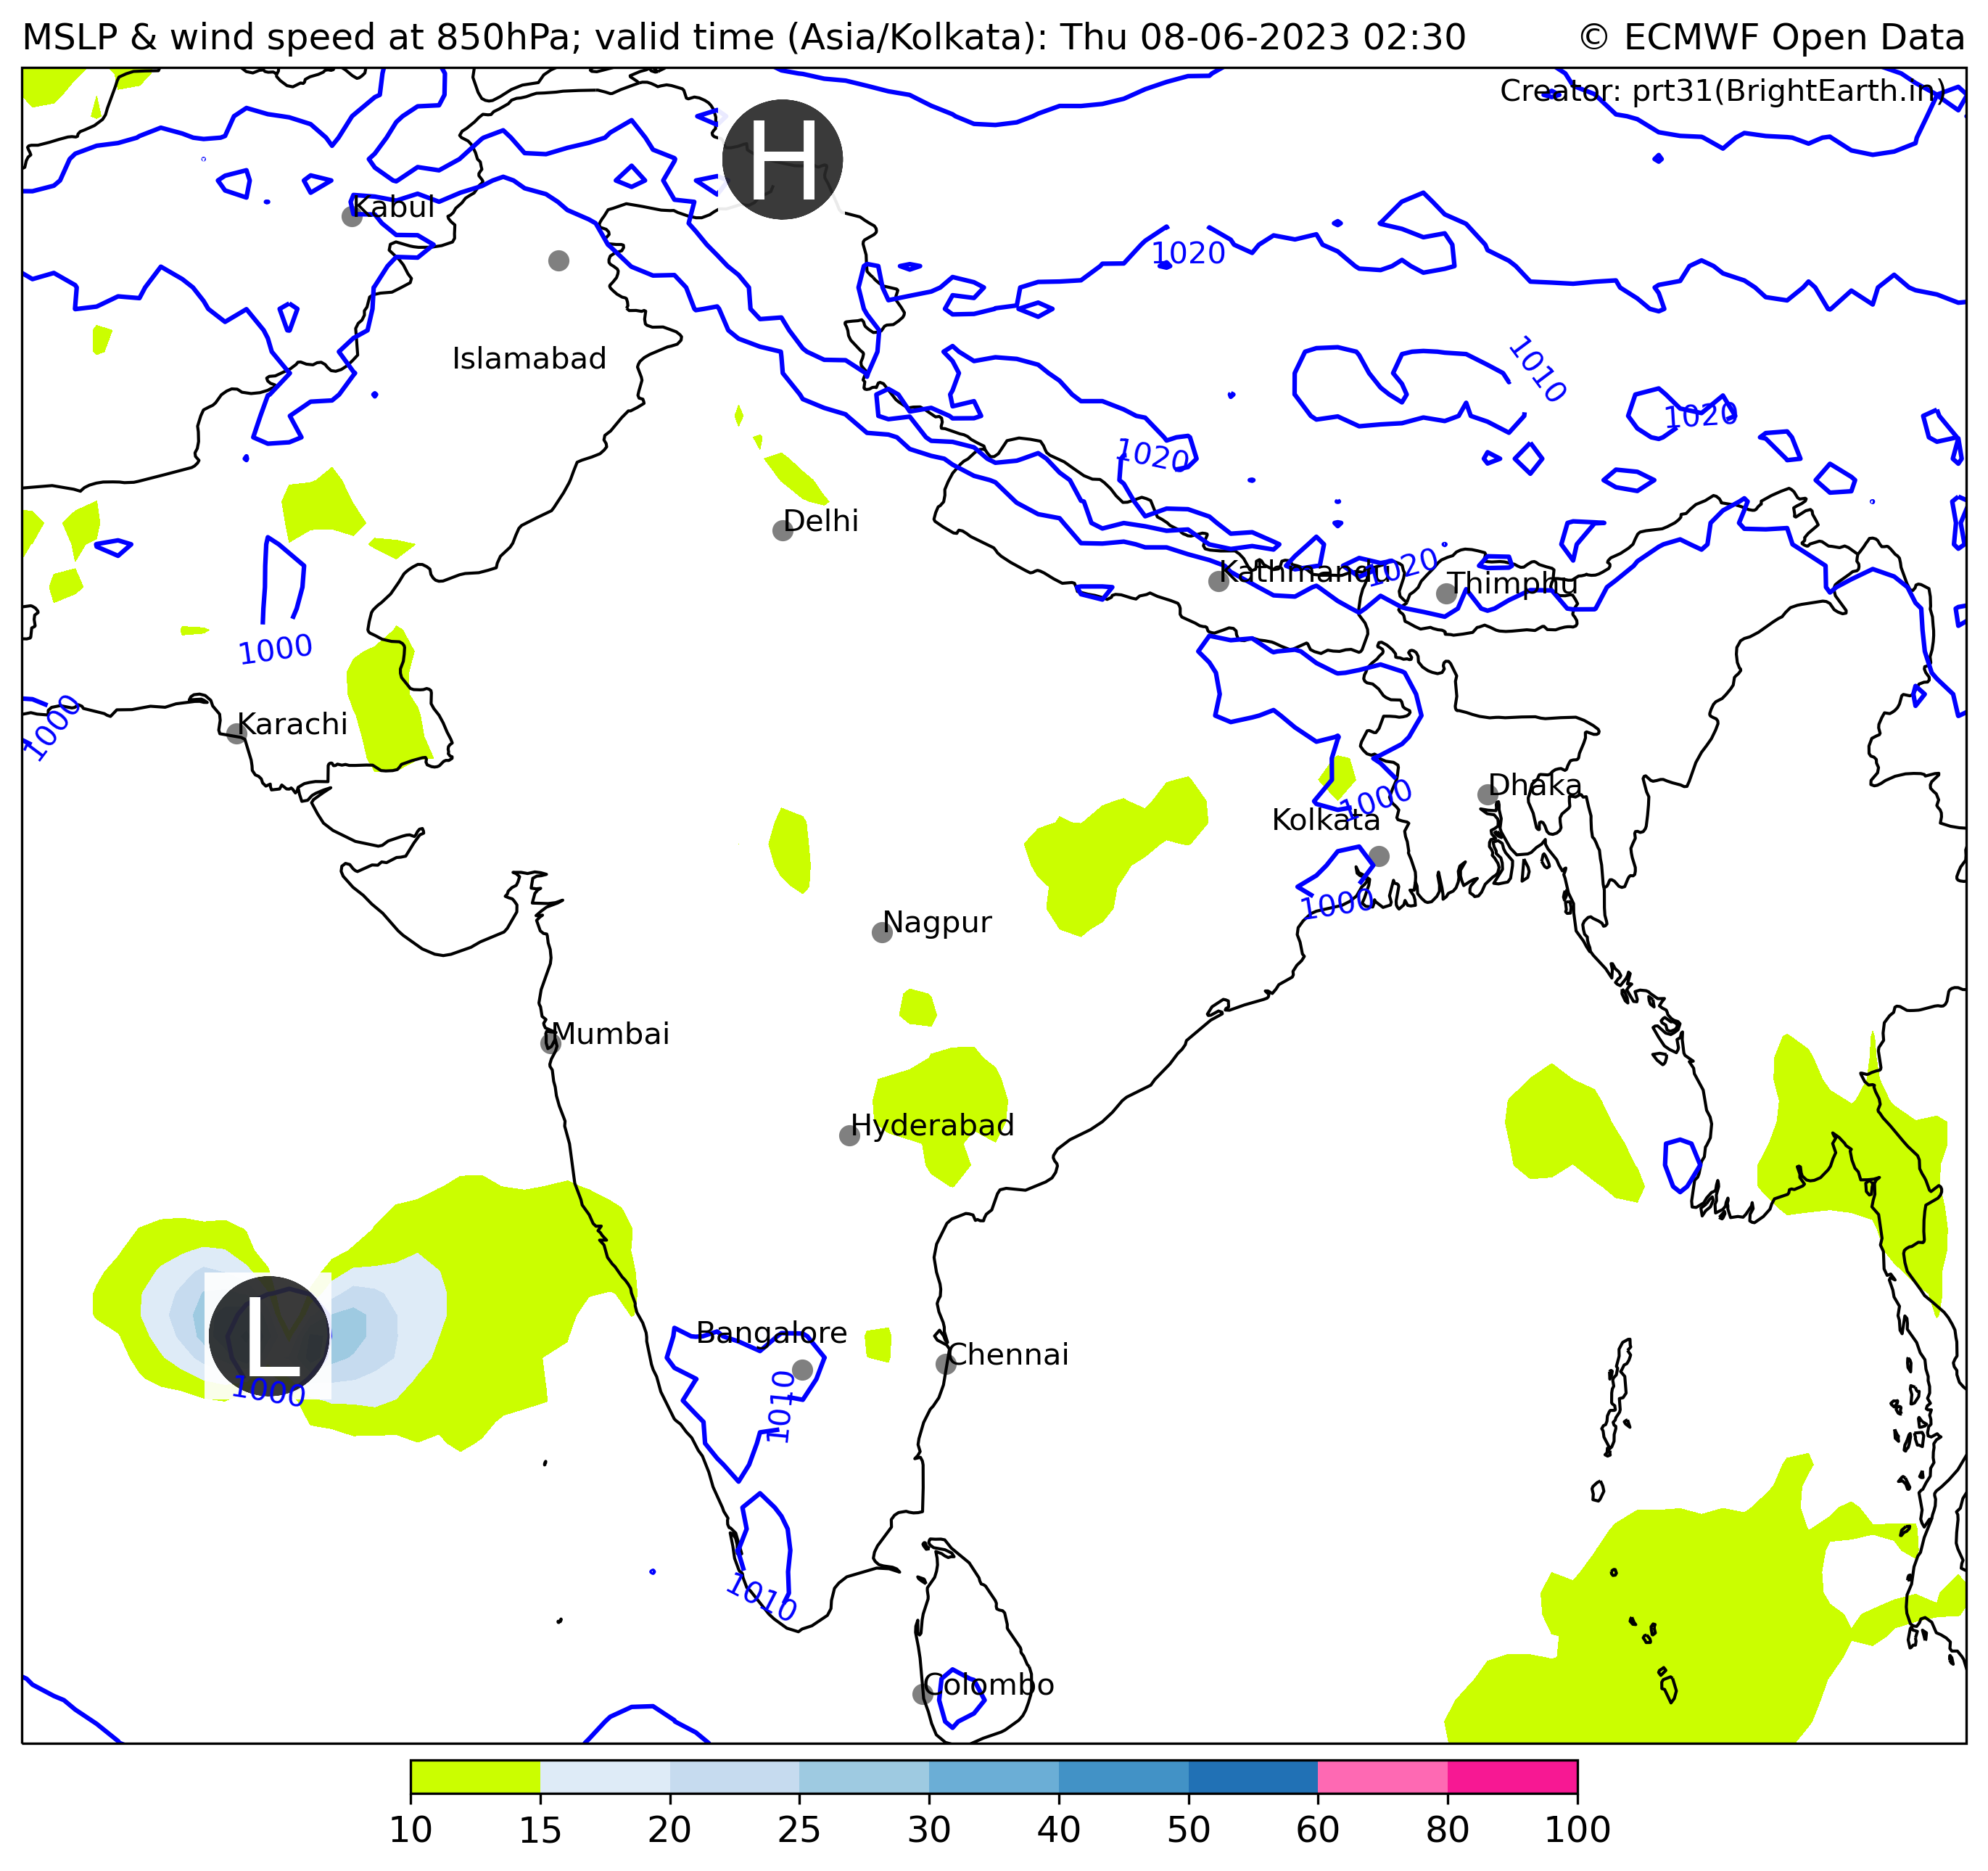 MSLP & wind speed at 850hPa; valid time (Asia/Kolkata): Thu 08-06-2023 02:30 © ECMWF Open Data
Creator: prt31(BrightEarth.in)
H
Kabul
1020
Islamabad
1010
1020
1020
Delhi
Kathmandu
1020
Thimphu
1000
1000
Karachi
Dhaka
1000
Kolkata
1000
Nagpur
Mumbai
Hyderabad
L
1000
Bangalore
Chennai
1010
1010
Colombo
10 15 20 25 30 40 50 60 80 100